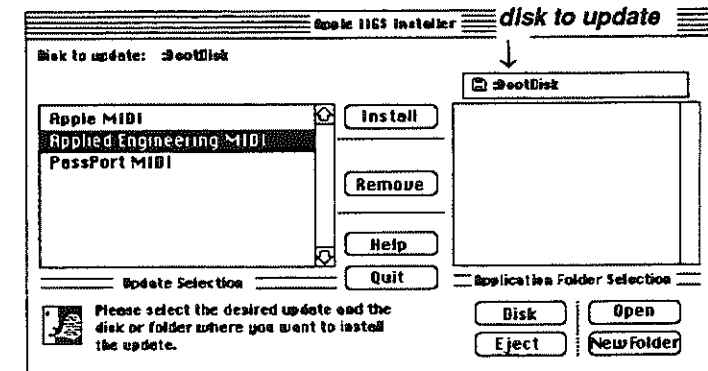 Apple IIGS Installer
disk to update
Disk to update: :BootDisk
:BootDisk
Apple MIDI
Applied Engineering MIDI
PassPort MIDI
Install
Remove
Help
Quit
Update Selection
Application Folder Selection
Please select the desired update and the
disk or folder where you want to install
the update.
Disk
Open
Eject
New Folder